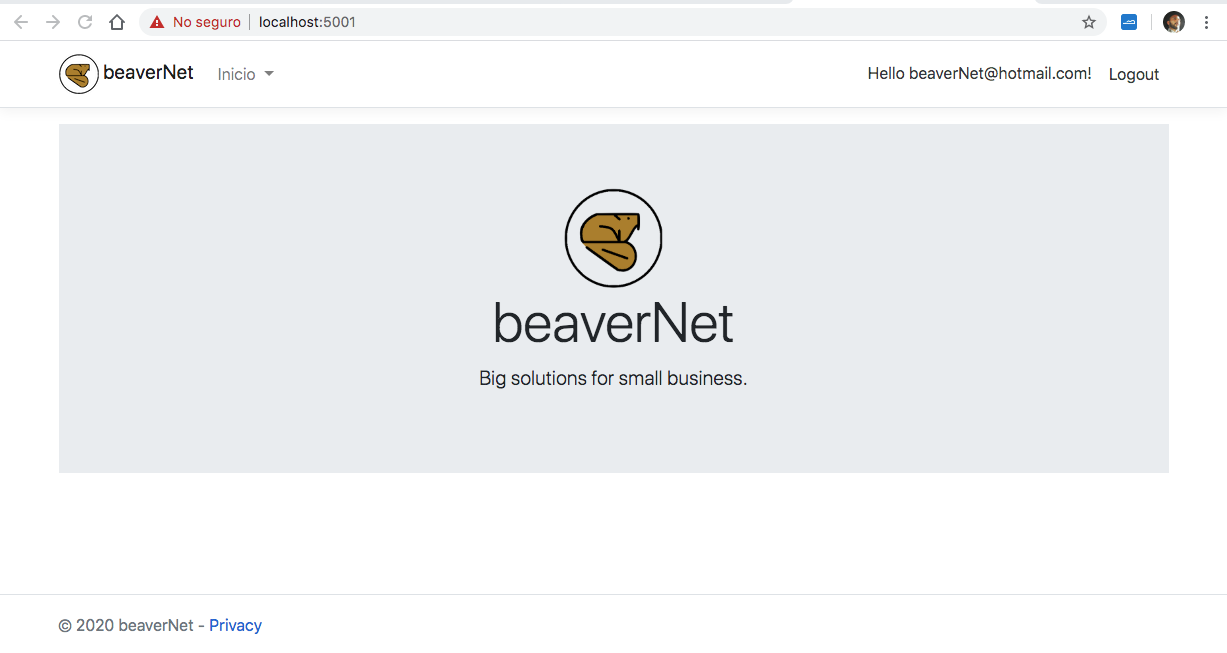 No seguro localhost:5001
beaverNet Inicio Hello beaverNet@hotmail.com! Logout
beaverNet
Big solutions for small business.
© 2020 beaverNet - Privacy